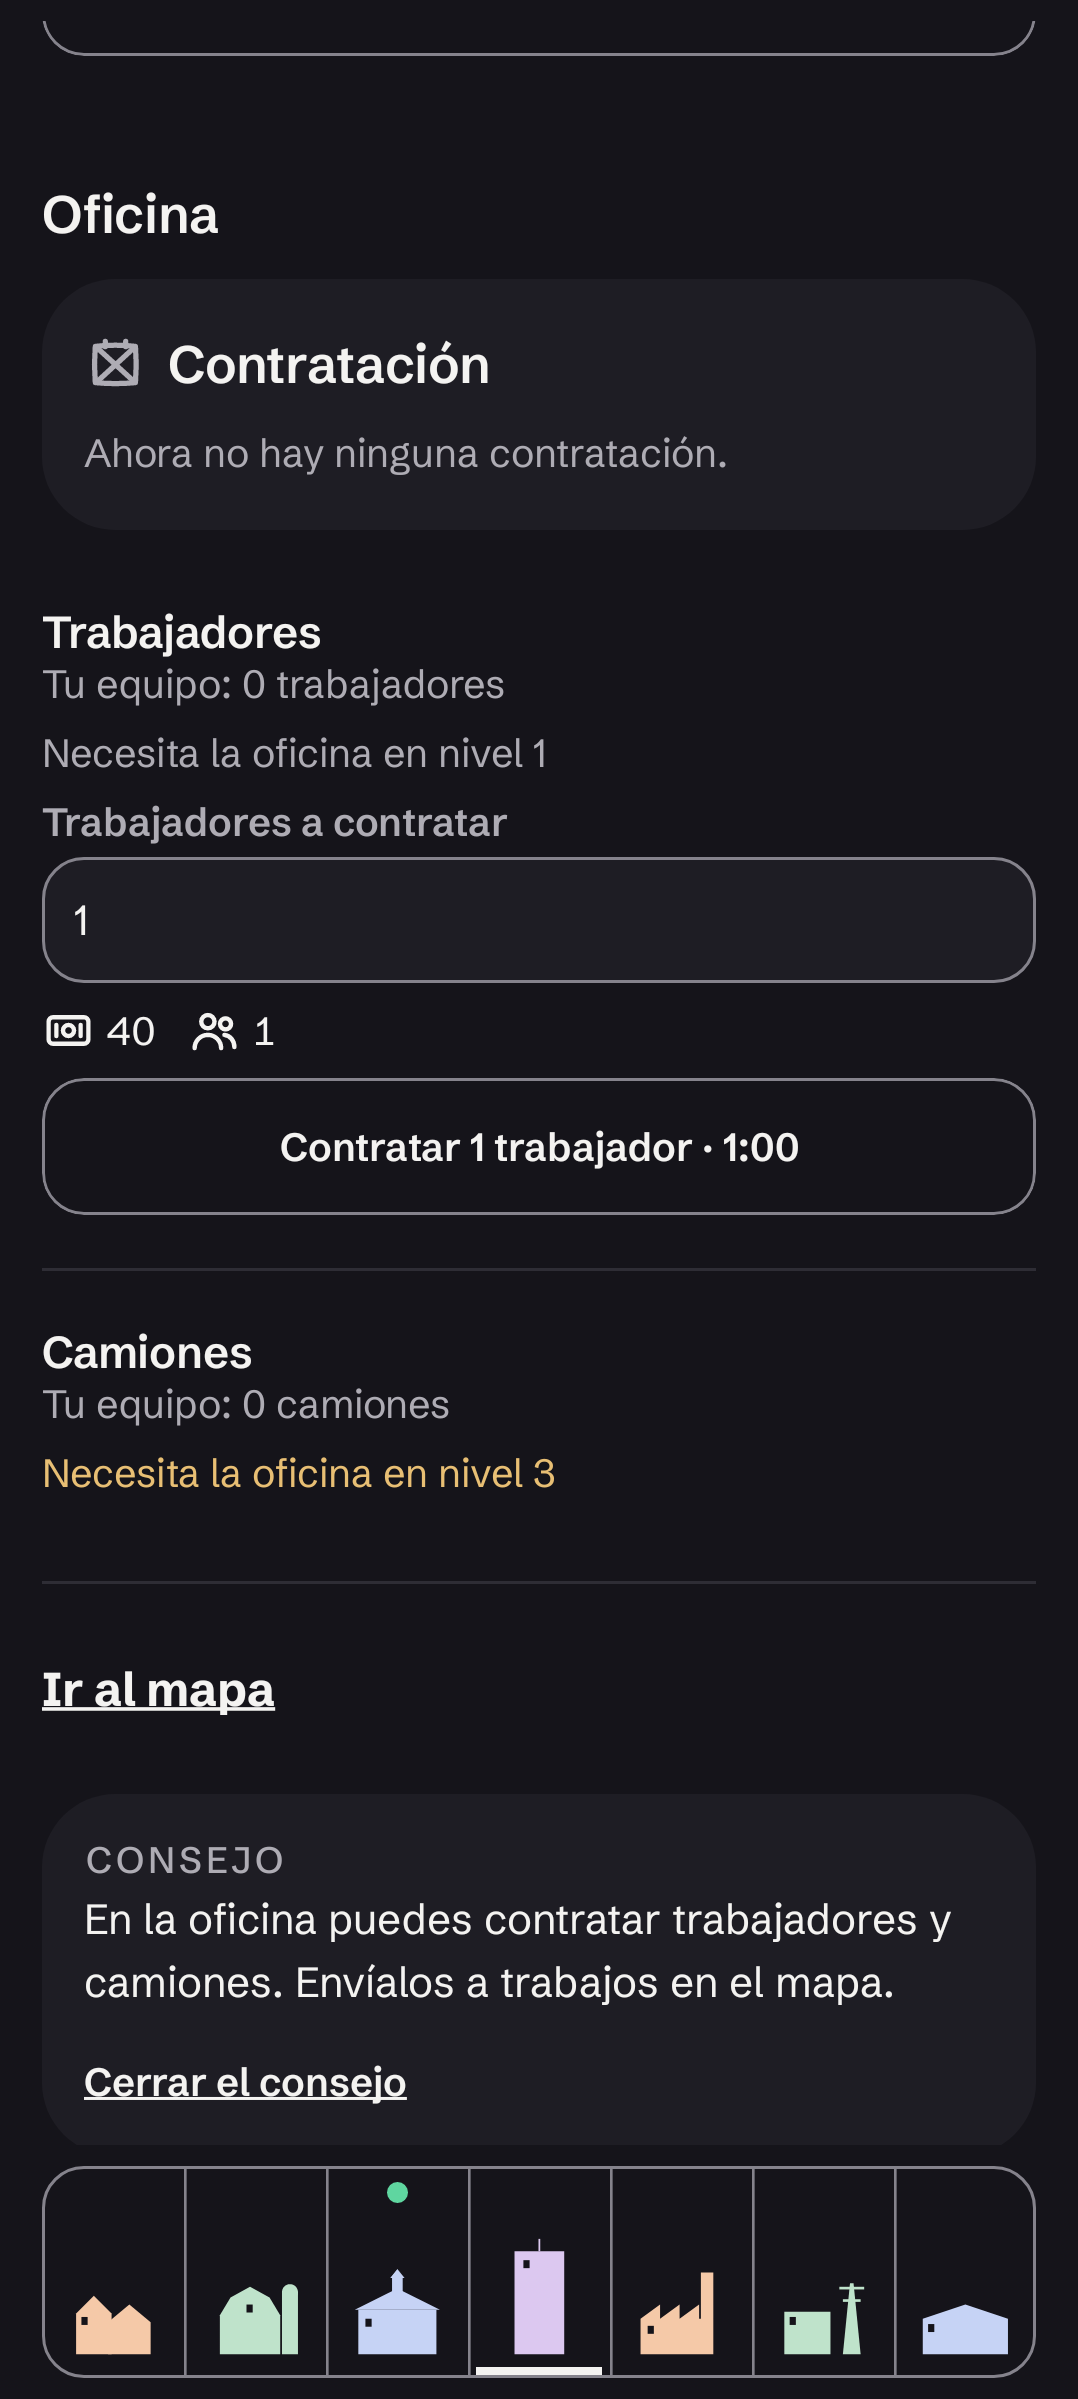 Oficina
Contratación
Ahora no hay ninguna contratación.
Trabajadores
Tu equipo: 0 trabajadores
Necesita la oficina en nivel 1
Trabajadores a contratar
1
40 1
Contratar 1 trabajador · 1:00
Camiones
Tu equipo: 0 camiones
Necesita la oficina en nivel 3
Ir al mapa
CONSEJO
En la oficina puedes contratar trabajadores y
camiones. Envíalos a trabajos en el mapa.
Cerrar el consejo